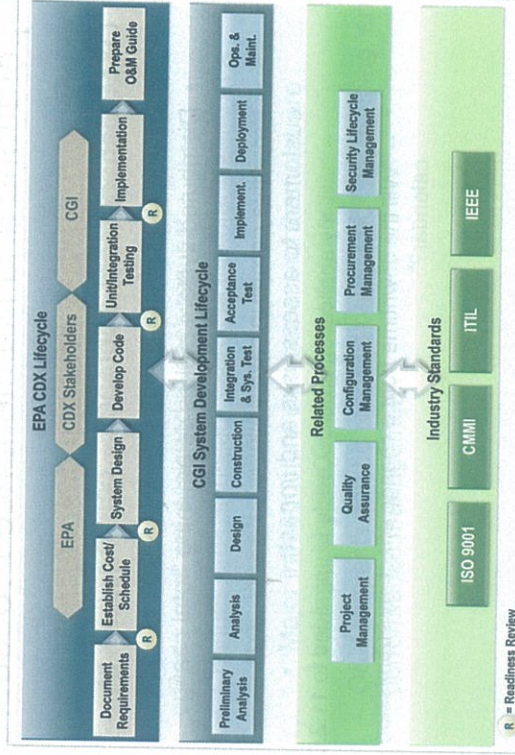 EPA CDX Lifecycle
EPA
CDX Stakeholders
CGI
Document
Requirements
Establish Cost/
Schedule
System Design
Develop Code
Unit/Integration
Testing
Implementation
Prepare
O&M Guide
R
R
R
R
CGI System Development Lifecycle
Preliminary
Analysis
Analysis
Design
Construction
Integration
& Sys. Test
Acceptance
Test
Implement.
Deployment
Ops. &
Maint.
Related Processes
Project
Management
Quality
Assurance
Configuration
Management
Procurement
Management
Security Lifecycle
Management
Industry Standards
ISO 9001
CMMI
ITIL
IEEE
R = Readiness Review